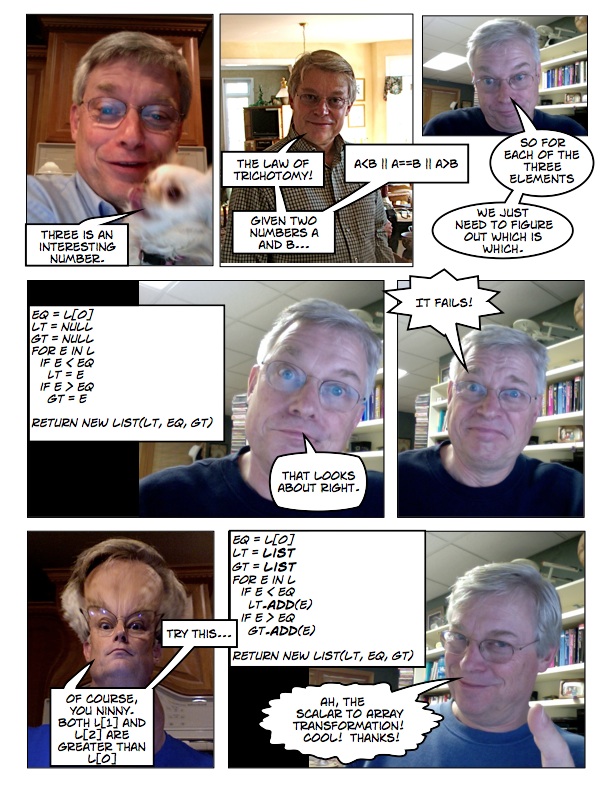 THREE IS AN
INTERESTING
NUMBER.
THE LAW OF
TRICHOTOMY!
A<B || A==B || A>B
GIVEN TWO
NUMBERS A
AND B...
SO FOR
EACH OF THE
THREE
ELEMENTS
WE JUST
NEED TO FIGURE
OUT WHICH IS
WHICH.
EQ = L[0]
LT = NULL
GT = NULL
FOR E IN L
IF E < EQ
LT = E
IF E > EQ
GT = E
RETURN NEW LIST(LT, EQ, GT)
THAT LOOKS
ABOUT RIGHT.
IT FAILS!
OF COURSE,
YOU NINNY.
BOTH L[1] AND
L[2] ARE
GREATER THAN
L[0]
TRY THIS...
EQ = L[0]
LT = LIST
GT = LIST
FOR E IN L
IF E < EQ
LT.ADD(E)
IF E > EQ
GT.ADD(E)
RETURN NEW LIST(LT, EQ, GT)
AH, THE
SCALAR TO ARRAY
TRANSFORMATION!
COOL! THANKS!